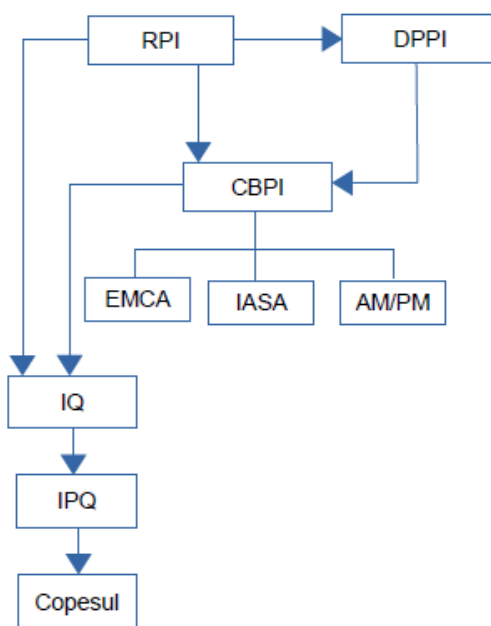 RPI
DPPI
CBPI
EMCA
IASA
AM/PM
IQ
IPQ
Copesul